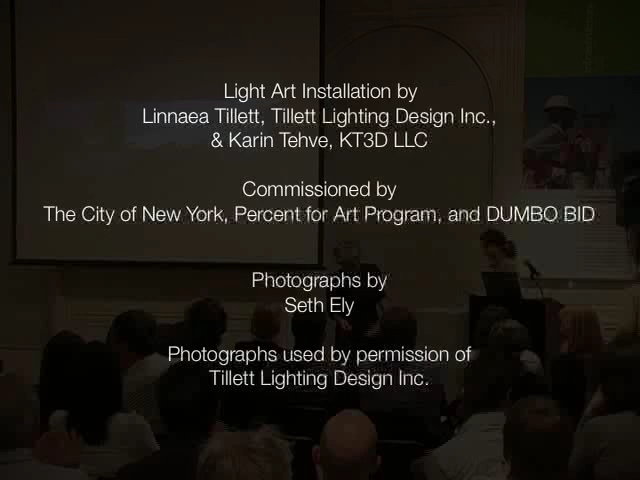 Light Art Installation by
Linnaea Tillett, Tillett Lighting Design Inc.,
& Karin Tehve, KT3D LLC
Commissioned by
The City of New York, Percent for Art Program, and DUMBO BID
Photographs by
Seth Ely
Photographs used by permission of
Tillett Lighting Design Inc.